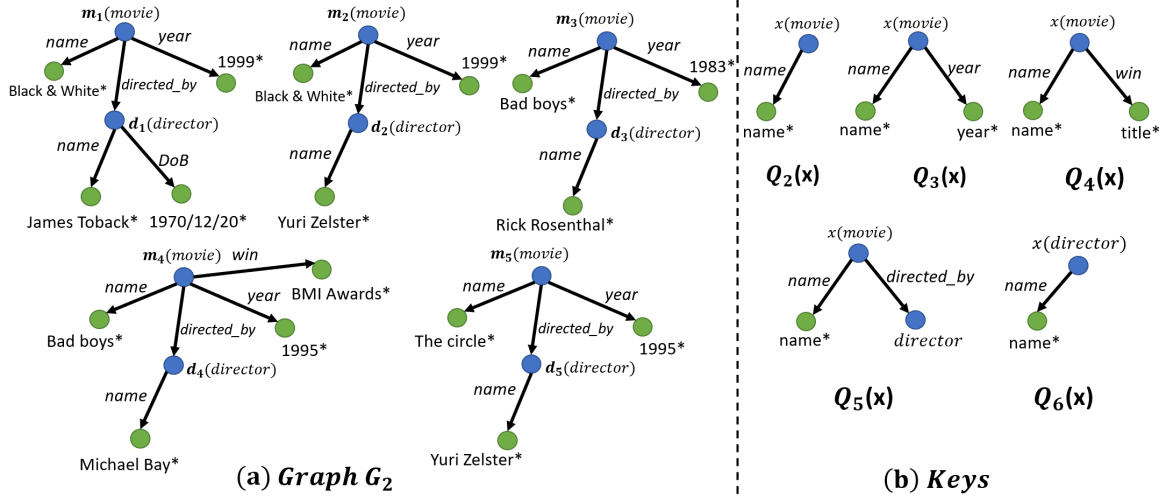 m₁(movie)
name
year
Black & White*
directed_by
1999*
d₁(director)
name
DoB
James Toback*
1970/12/20*
m₂(movie)
name
year
Black & White*
directed_by
1999*
d₂(director)
name
Yuri Zelster*
m₃(movie)
name
year
Bad boys*
directed_by
1983*
d₃(director)
name
Rick Rosenthal*
m₄(movie)
win
name
year
BMI Awards*
Bad boys*
directed_by
1995*
d₄(director)
name
Michael Bay*
m₅(movie)
name
year
The circle*
directed_by
1995*
d₅(director)
name
Yuri Zelster*
(a) Graph G₂
x(movie)
name
name*
Q₂(x)
x(movie)
name
year
name*
year*
Q₃(x)
x(movie)
name
win
name*
title*
Q₄(x)
x(movie)
name
directed_by
name*
director
Q₅(x)
x(director)
name
name*
Q₆(x)
(b) Keys